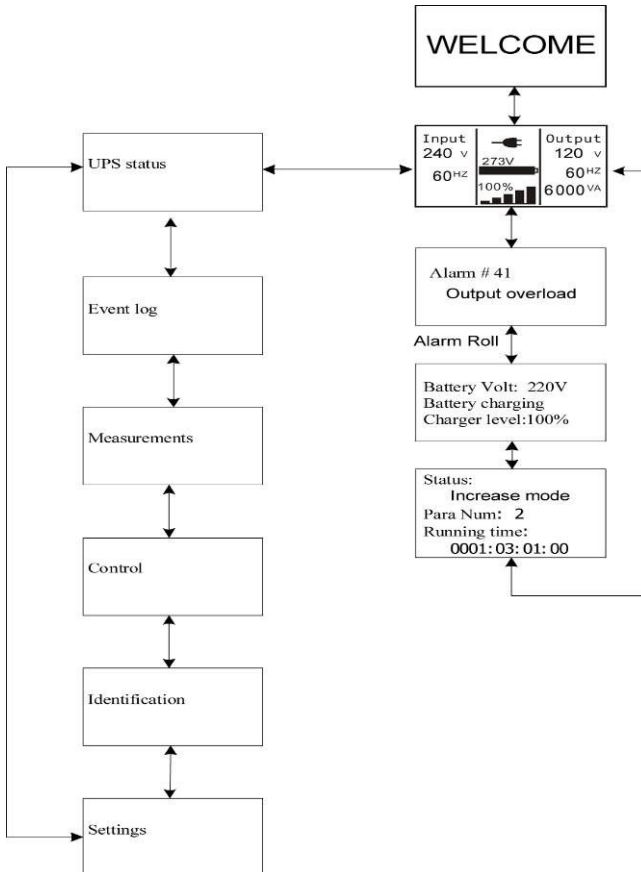 WELCOME
Input
240 V
60HZ
273V
100%
Output
120 V
60HZ
6000VA
UPS status
Alarm # 41
Output overload
Event log
Alarm Roll
Battery Volt: 220V
Battery charging
Charger level:100%
Measurements
Status:
Increase mode
Para Num: 2
Running time:
0001:03:01:00
Control
Identification
Settings